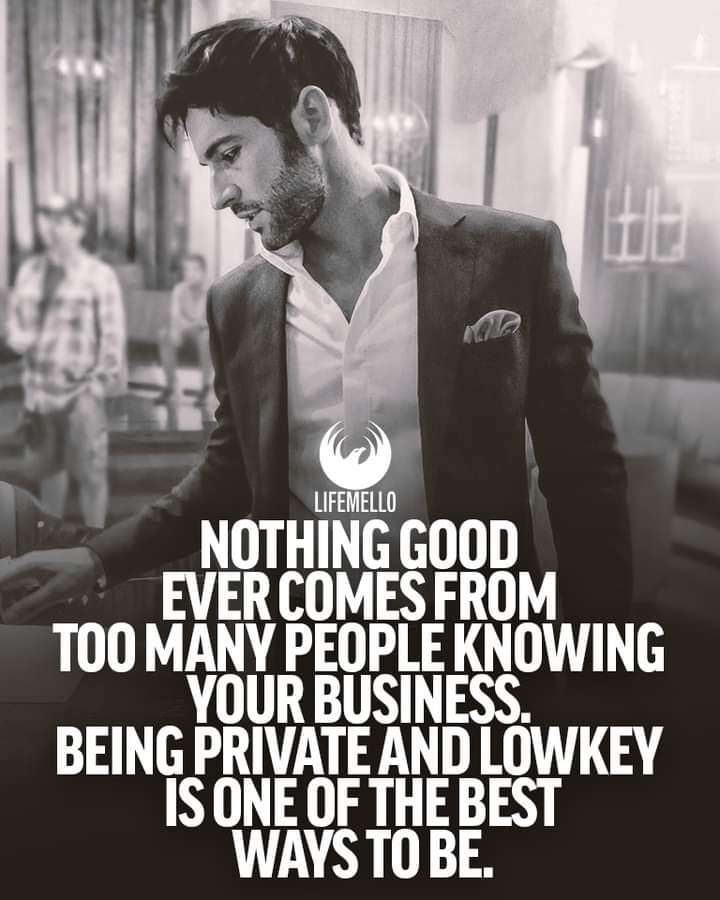 LIFEMELLO
NOTHING GOOD
EVER COMES FROM
TOO MANY PEOPLE KNOWING
YOUR BUSINESS.
BEING PRIVATE AND LOWKEY
IS ONE OF THE BEST
WAYS TO BE.